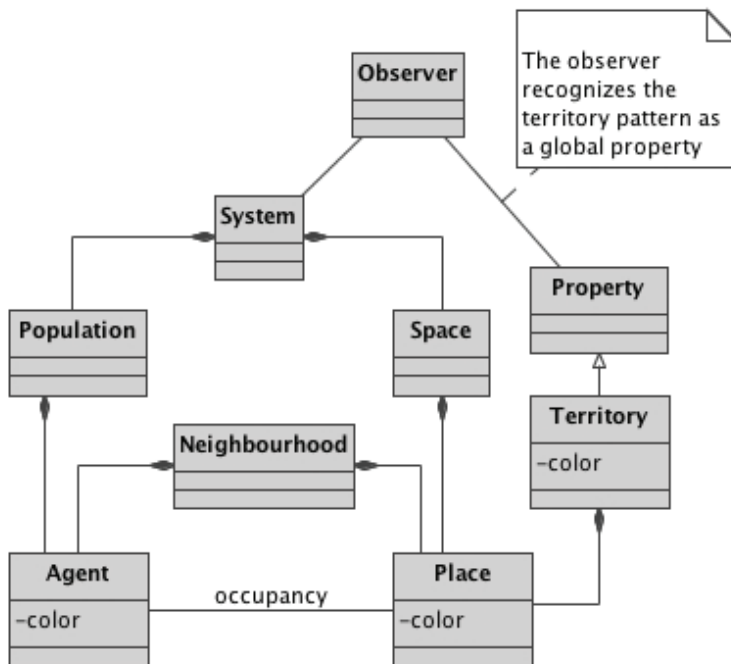 Observer
The observer
recognizes the
territory pattern as
a global property
System
Property
Population
Space
Territory
-color
Neighbourhood
Agent
-color
occupancy
Place
-color